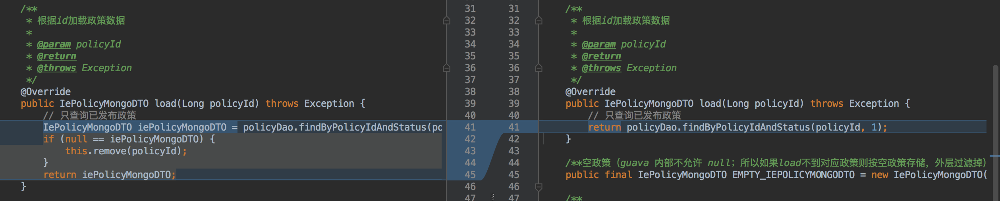 /**
 * 根据id加载政策数据
 *
 * @param policyId
 * @return
 * @throws Exception
 */
@Override
public IePolicyMongoDTO load(Long policyId) throws Exception {
    // 只查询已发布政策
    IePolicyMongoDTO iePolicyMongoDTO = policyDao.findByPolicyIdAndStatus(po
    if (null == iePolicyMongoDTO) {
        this.remove(policyId);
    }
    return iePolicyMongoDTO;
}
31 31
32 32
33 33
34 34
35 35
36 36
37 37
38 38
39 39
40 40
41 41
42 42
43 43
44 44
45 45
46 46
47 47
/**
 * 根据id加载政策数据
 *
 * @param policyId
 * @return
 * @throws Exception
 */
@Override
public IePolicyMongoDTO load(Long policyId) throws Exception {
    // 只查询已发布政策
    return policyDao.findByPolicyIdAndStatus(policyId, 1);
}
/**空政策（guava 内部不允许 null；所以如果load不到对应政策则按空政策存储，外层过滤掉）
public final IePolicyMongoDTO EMPTY_IEPOLICYMONGODTO = new IePolicyMongoDTO(
/**